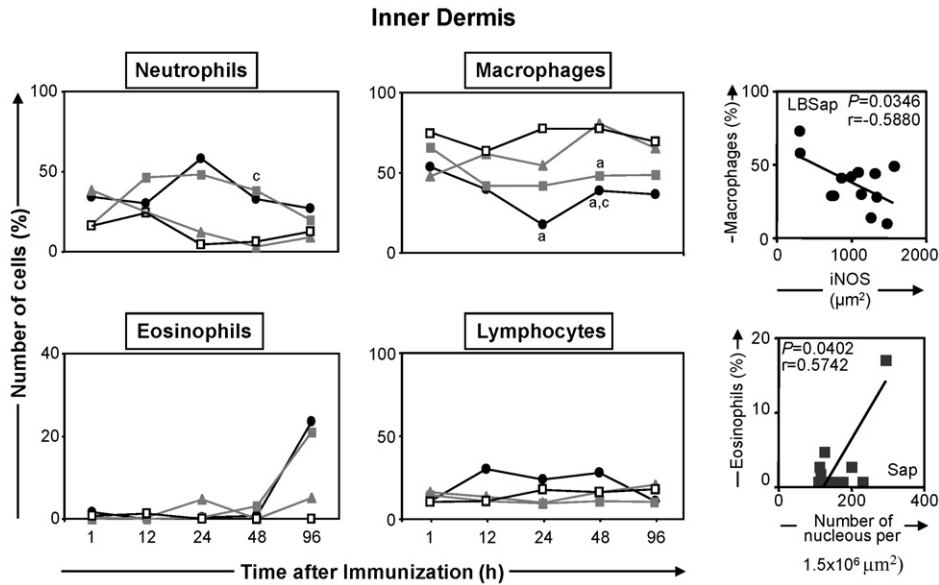 Inner Dermis
Neutrophils
Macrophages
Number of cells (%)
100
50
0
c
100
50
0
a
a
a,c
Macrophages (%)
100
50
0
LBSap
P=0.0346
r=-0.5880
0
1000
2000
iNOS
(µm²)
Eosinophils
Lymphocytes
40
20
0
1
12
24
48
96
100
50
0
1
12
24
48
96
Eosinophils (%)
20
10
0
P=0.0402
r=0.5742
Sap
0
200
400
Number of
nucleous per
1.5x10⁶ µm²)
Time after Immunization (h)